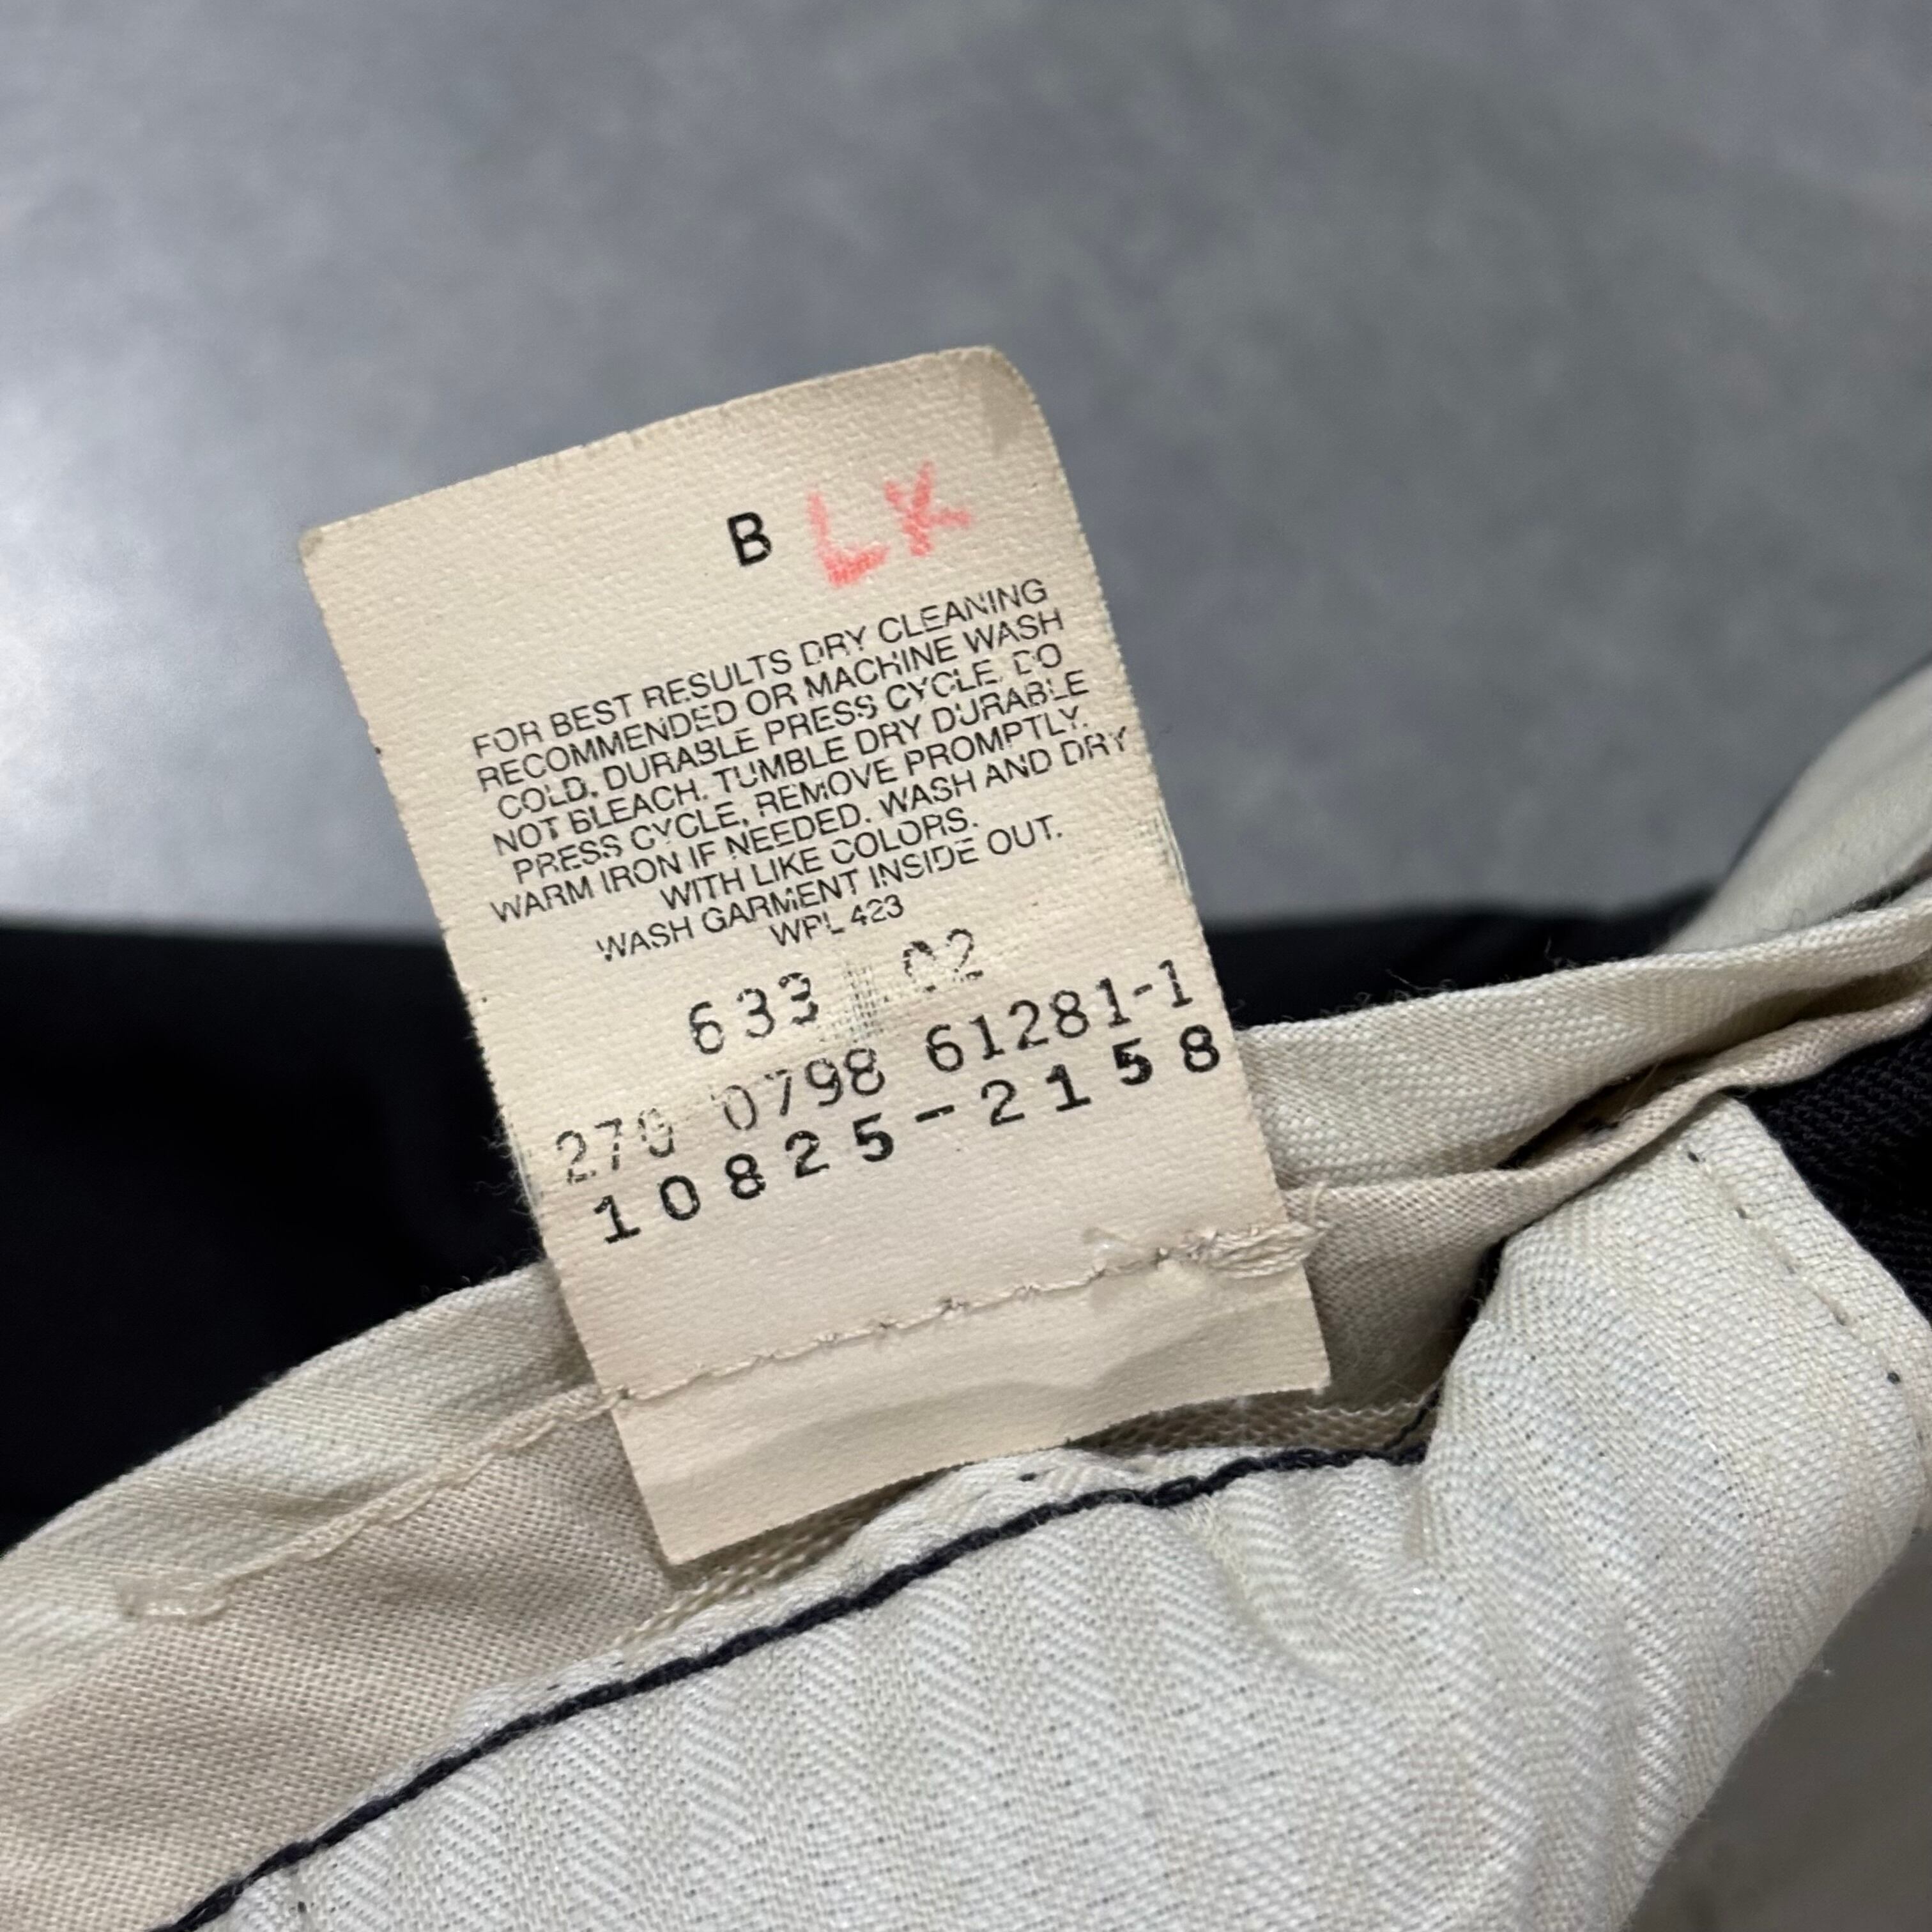 B LK
FOR BEST RESULTS DRY CLEANING
RECOMMENDED OR MACHINE WASH
COLD, DURABLE PRESS CYCLE. DO
NOT BLEACH. TUMBLE DRY DURABLE
PRESS CYCLE, REMOVE PROMPTLY.
WARM IRON IF NEEDED. WASH AND DRY
WITH LIKE COLORS.
WASH GARMENT INSIDE OUT.
WPL 423
633 02
270 0798 61281-1
10825-2158